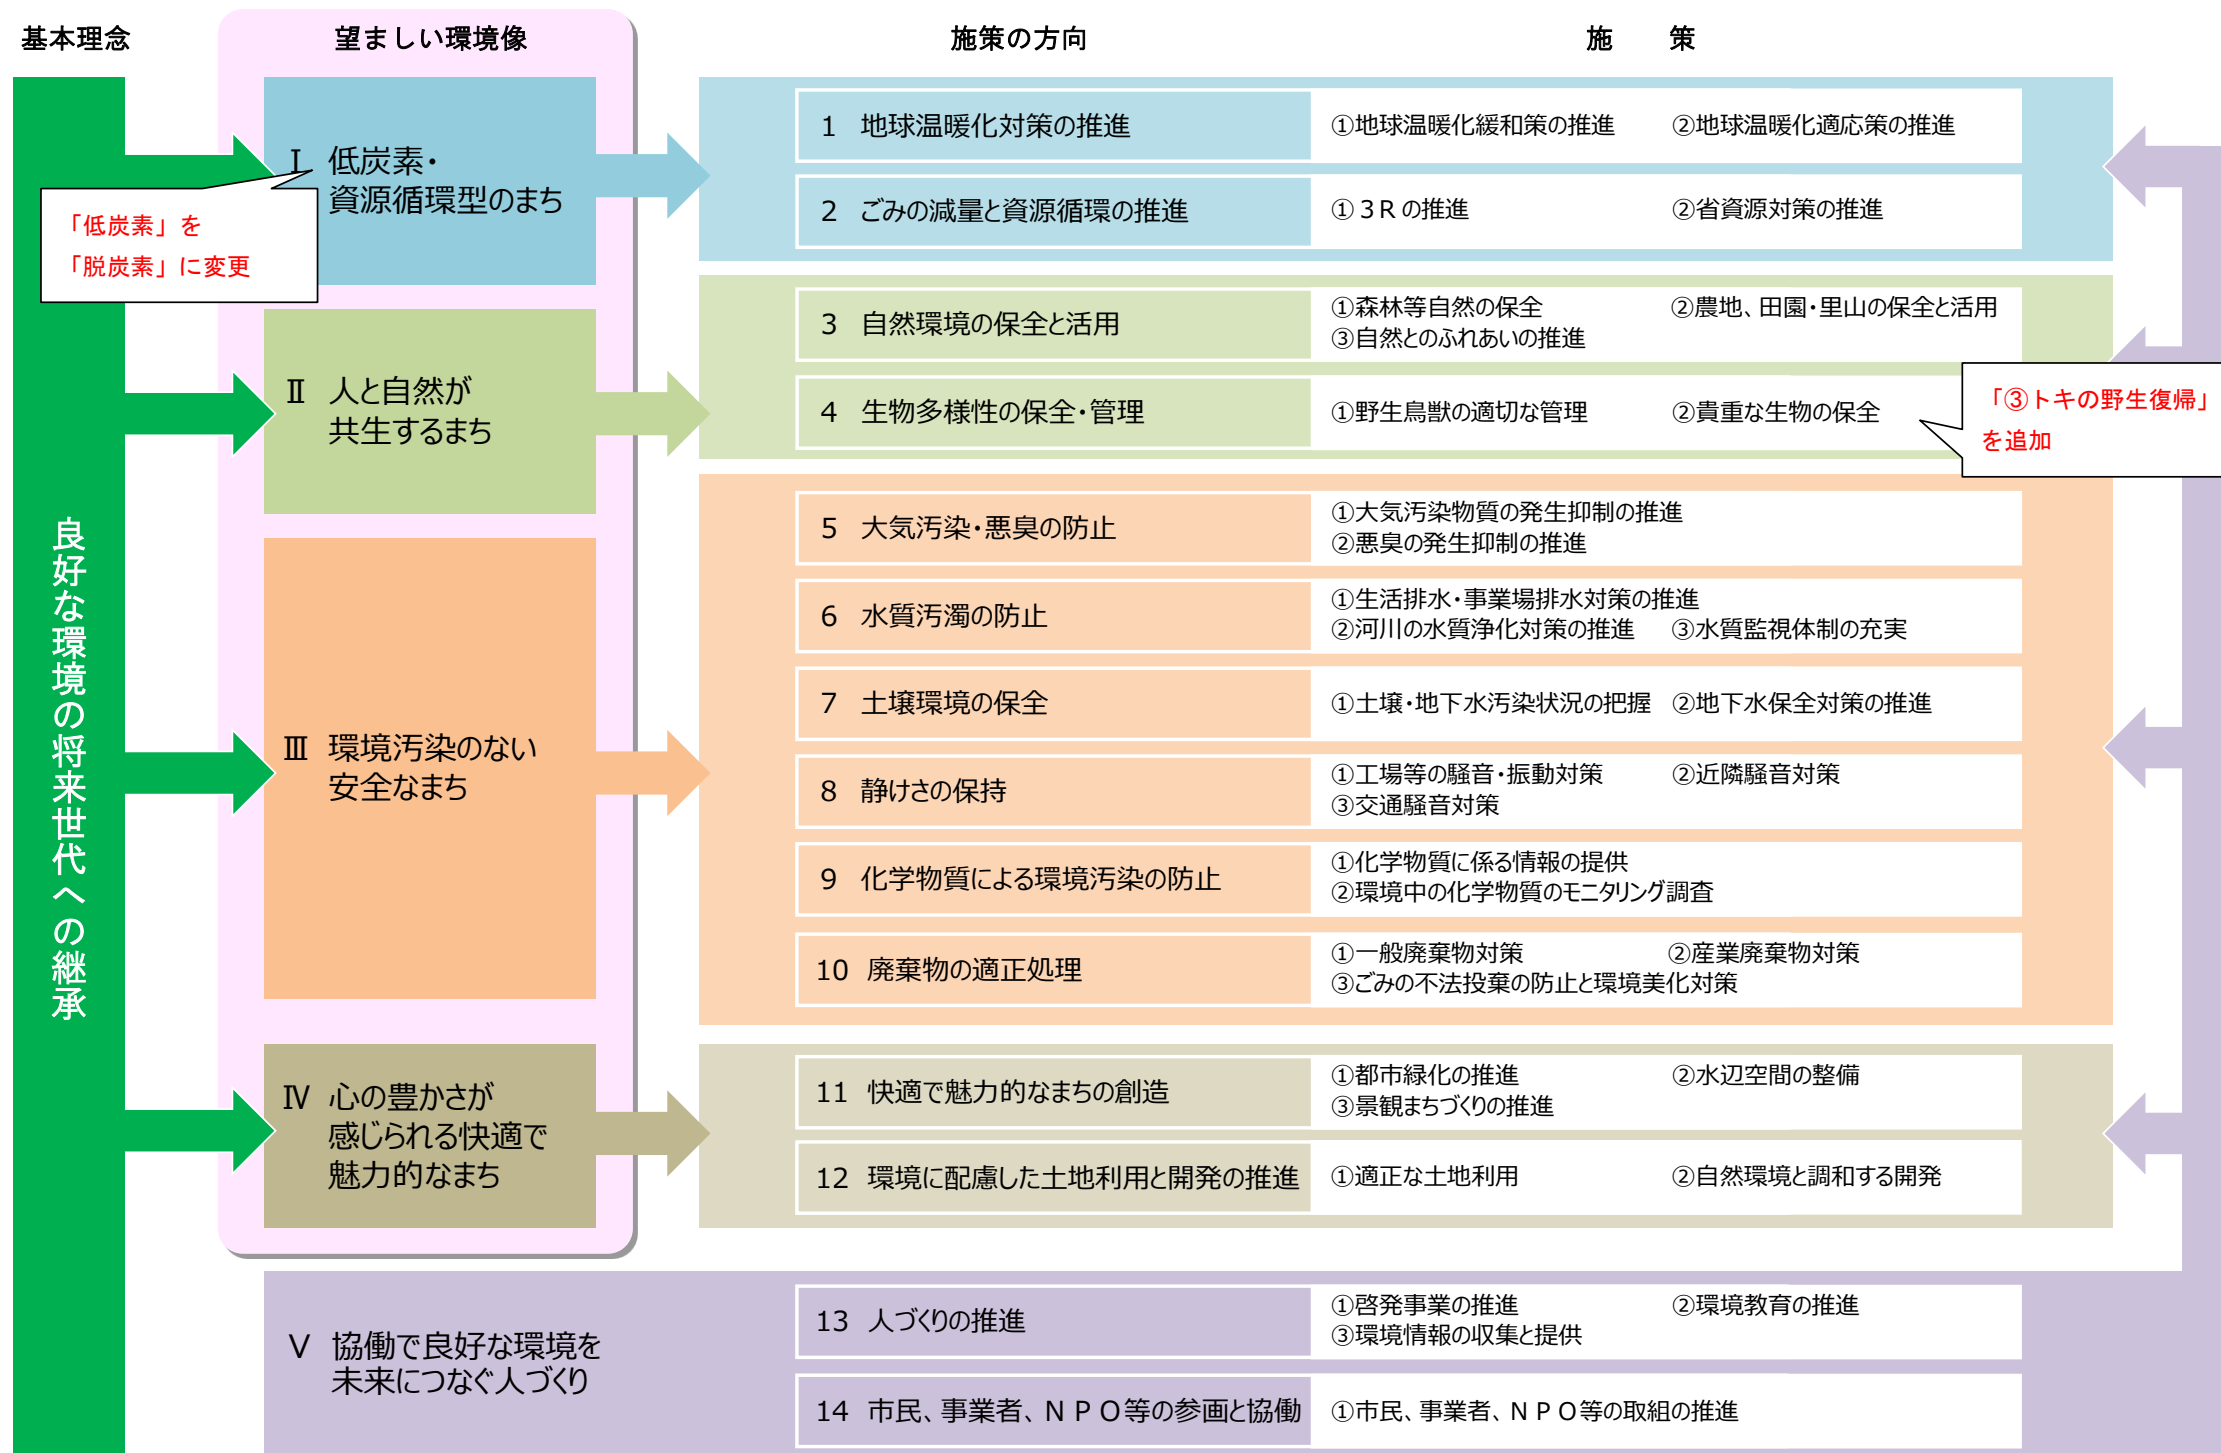 基本理念
望ましい環境像
施策の方向
施　　策
良好な環境の将来世代への継承
Ⅰ 低炭素・
資源循環型のまち
「低炭素」を
「脱炭素」に変更
1 地球温暖化対策の推進
①地球温暖化緩和策の推進 ②地球温暖化適応策の推進
2 ごみの減量と資源循環の推進
①３Ｒの推進 ②省資源対策の推進
Ⅱ 人と自然が
共生するまち
3 自然環境の保全と活用
①森林等自然の保全 ②農地、田園・里山の保全と活用
③自然とのふれあいの推進
4 生物多様性の保全・管理
①野生鳥獣の適切な管理 ②貴重な生物の保全
「③トキの野生復帰」
を追加
Ⅲ 環境汚染のない
安全なまち
5 大気汚染・悪臭の防止
①大気汚染物質の発生抑制の推進
②悪臭の発生抑制の推進
6 水質汚濁の防止
①生活排水・事業場排水対策の推進
②河川の水質浄化対策の推進 ③水質監視体制の充実
7 土壌環境の保全
①土壌・地下水汚染状況の把握 ②地下水保全対策の推進
8 静けさの保持
①工場等の騒音・振動対策 ②近隣騒音対策
③交通騒音対策
9 化学物質による環境汚染の防止
①化学物質に係る情報の提供
②環境中の化学物質のモニタリング調査
10 廃棄物の適正処理
①一般廃棄物対策 ②産業廃棄物対策
③ごみの不法投棄の防止と環境美化対策
Ⅳ 心の豊かさが
感じられる快適で
魅力的なまち
11 快適で魅力的なまちの創造
①都市緑化の推進 ②水辺空間の整備
③景観まちづくりの推進
12 環境に配慮した土地利用と開発の推進
①適正な土地利用 ②自然環境と調和する開発
Ⅴ 協働で良好な環境を
未来につなぐ人づくり
13 人づくりの推進
①啓発事業の推進 ②環境教育の推進
③環境情報の収集と提供
14 市民、事業者、ＮＰＯ等の参画と協働
①市民、事業者、ＮＰＯ等の取組の推進